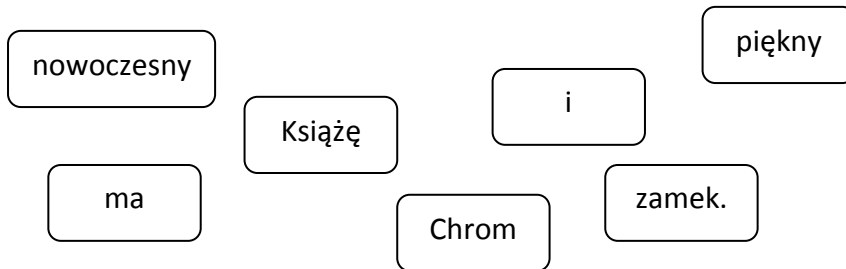 piękny
nowoczesny
i
Książę
ma
zamek.
Chrom